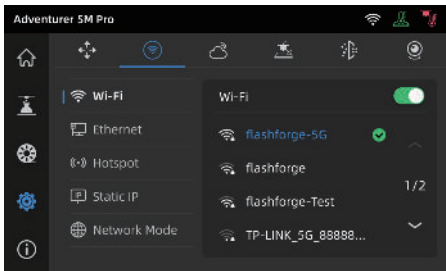 Adventurer 5M Pro
Wi-Fi
Ethernet
Hotspot
IP Static IP
Network Mode
Wi-Fi
flashforge-5G
flashforge
flashforge-Test
TP-LINK_5G_88888...
1/2